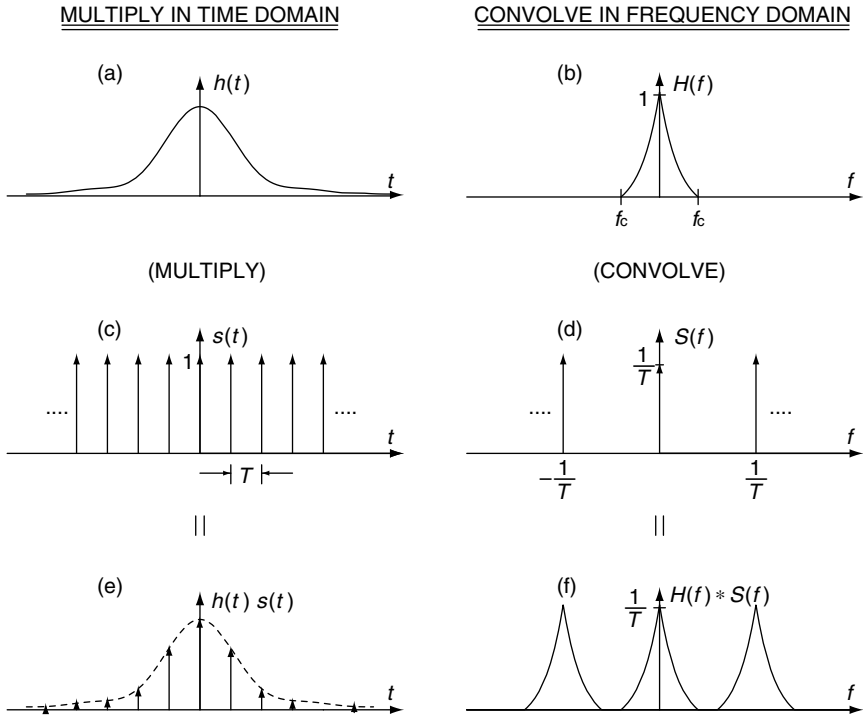 MULTIPLY IN TIME DOMAIN
CONVOLVE IN FREQUENCY DOMAIN
(a)
h(t)
t
(b)
1
H(f)
f
fc
fc
(MULTIPLY)
(CONVOLVE)
(c)
s(t)
1
....
....
t
T
(d)
S(f)
1/T
....
....
f
-1/T
1/T
||
||
(e)
h(t) s(t)
t
(f)
1/T
H(f) * S(f)
f